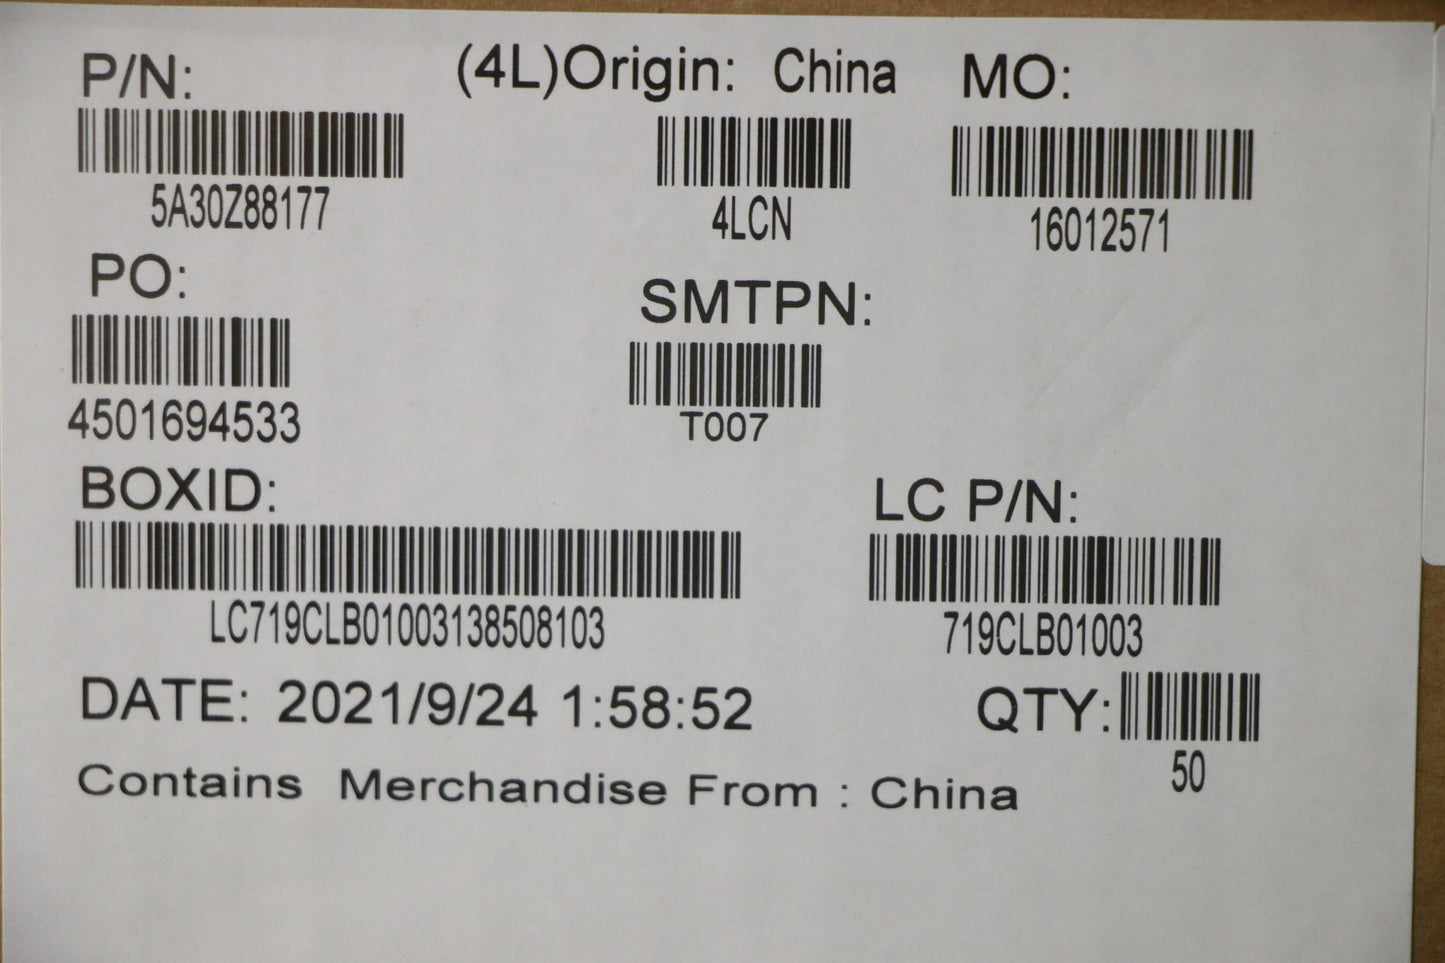 P/N: (4L)Origin: China MO:
5A30Z88177 4LCN 16012571
PO: SMTPN:
4501694533 T007
BOXID: LC P/N:
LC719CLB01003138508103 719CLB01003
DATE: 2021/9/24 1:58:52 QTY:
50
Contains Merchandise From : China